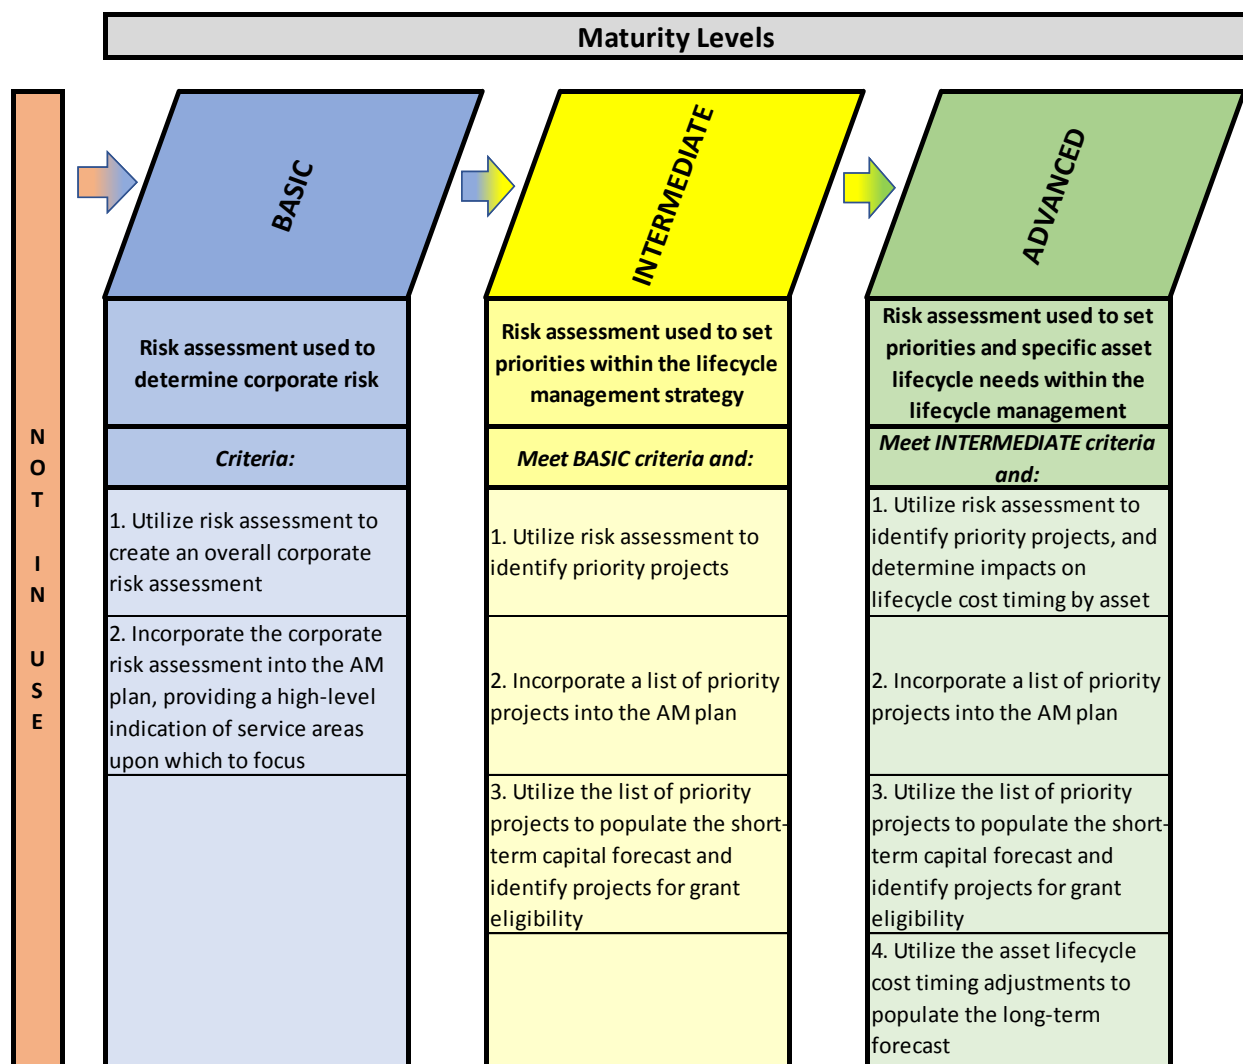 Maturity Levels
NOT IN USE
BASIC
Risk assessment used to
determine corporate risk
Criteria:
1. Utilize risk assessment to
create an overall corporate
risk assessment
2. Incorporate the corporate
risk assessment into the AM
plan, providing a high-level
indication of service areas
upon which to focus
INTERMEDIATE
Risk assessment used to set
priorities within the lifecycle
management strategy
Meet BASIC criteria and:
1. Utilize risk assessment to
identify priority projects
2. Incorporate a list of priority
projects into the AM plan
3. Utilize the list of priority
projects to populate the short-
term capital forecast and
identify projects for grant
eligibility
ADVANCED
Risk assessment used to set
priorities and specific asset
lifecycle needs within the
lifecycle management
Meet INTERMEDIATE criteria
and:
1. Utilize risk assessment to
identify priority projects, and
determine impacts on
lifecycle cost timing by asset
2. Incorporate a list of priority
projects into the AM plan
3. Utilize the list of priority
projects to populate the short-
term capital forecast and
identify projects for grant
eligibility
4. Utilize the asset lifecycle
cost timing adjustments to
populate the long-term
forecast